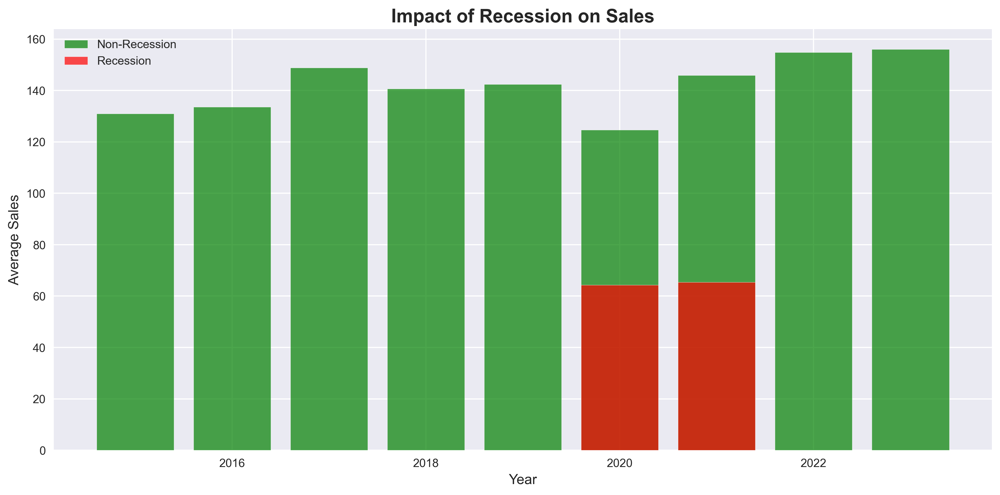 Impact of Recession on Sales
160
Non-Recession
Recession
140
120
100
80
60
40
20
0
Average Sales
2016 2018 2020 2022
Year